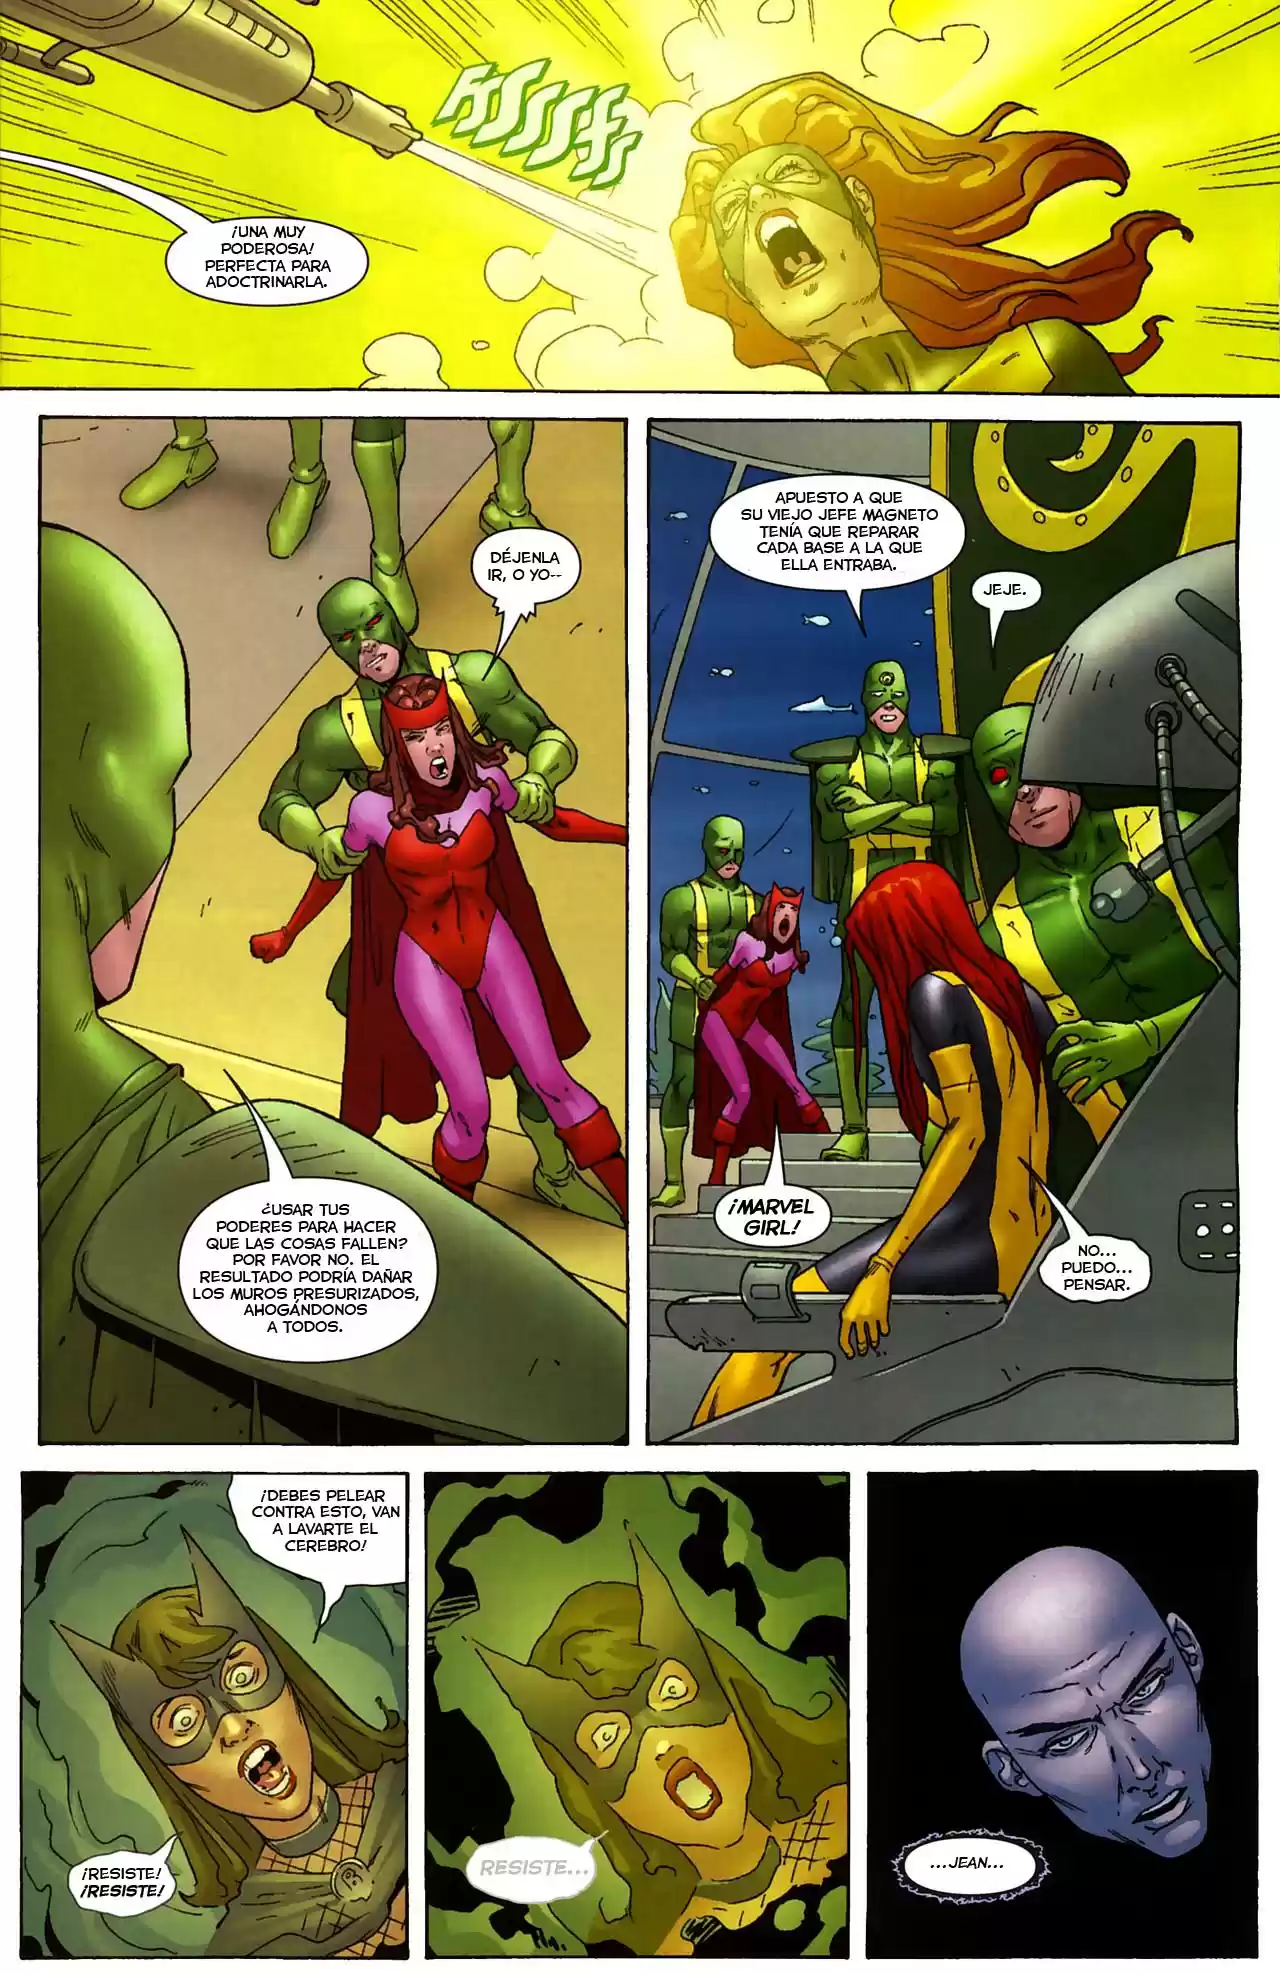 FSSSSFSS
¡UNA MUY
PODEROSA!
PERFECTA PARA
ADOCTRINARLA.
DÉJENLA
IR, O YO--
¿USAR TUS
PODERES PARA HACER
QUE LAS COSAS FALLEN?
POR FAVOR NO. EL
RESULTADO PODRÍA DAÑAR
LOS MUROS PRESURIZADOS,
AHOGÁNDONOS
A TODOS.
APUESTO A QUE
SU VIEJO JEFE MAGNETO
TENÍA QUE REPARAR
CADA BASE A LA QUE
ELLA ENTRABA.
JEJE.
¡MARVEL
GIRL!
NO...
PUEDO...
PENSAR.
¡DEBES PELEAR
CONTRA ESTO, VAN
A LAVARTE EL
CEREBRO!
¡RESISTE!
¡RESISTE!
RESISTE...
...JEAN...